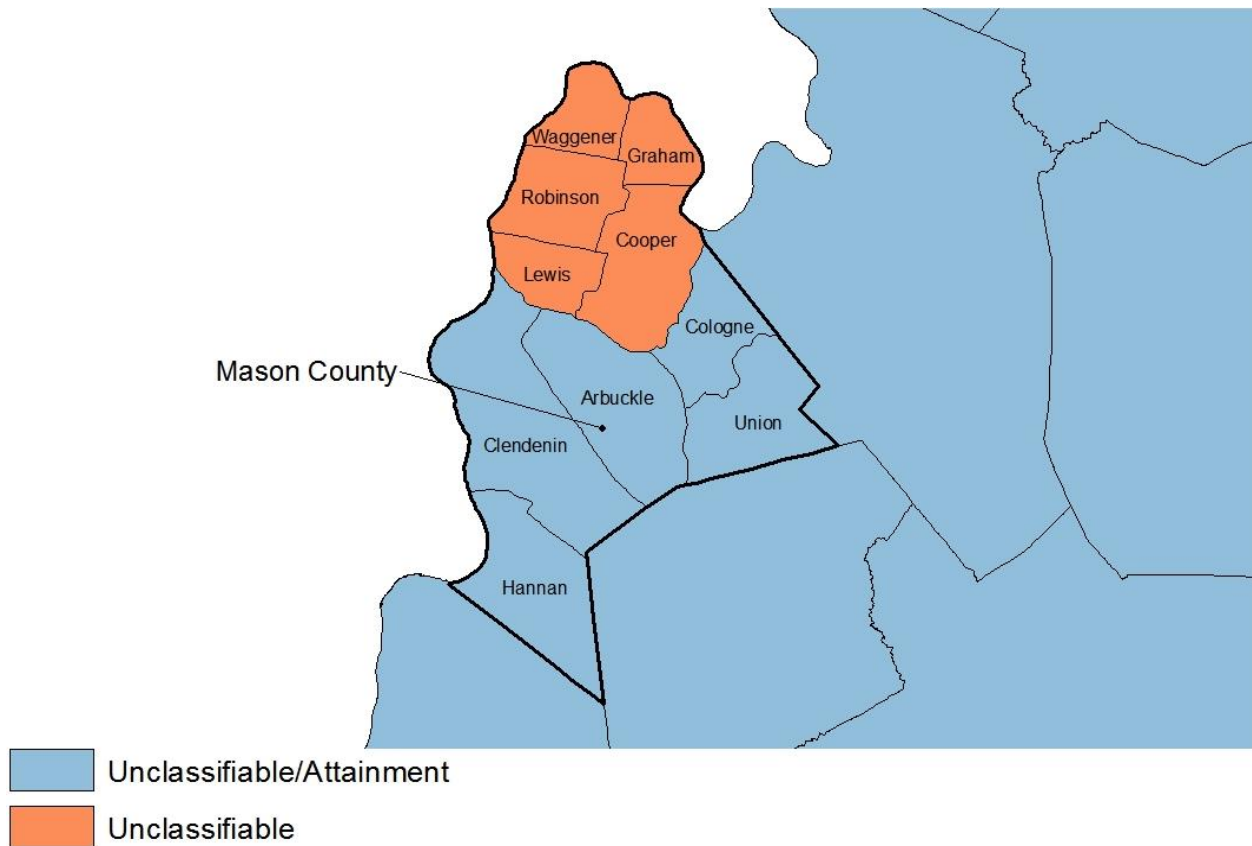 Waggener
Graham
Robinson
Cooper
Lewis
Cologne
Mason County
Arbuckle
Union
Clendenin
Hannan
Unclassifiable/Attainment
Unclassifiable